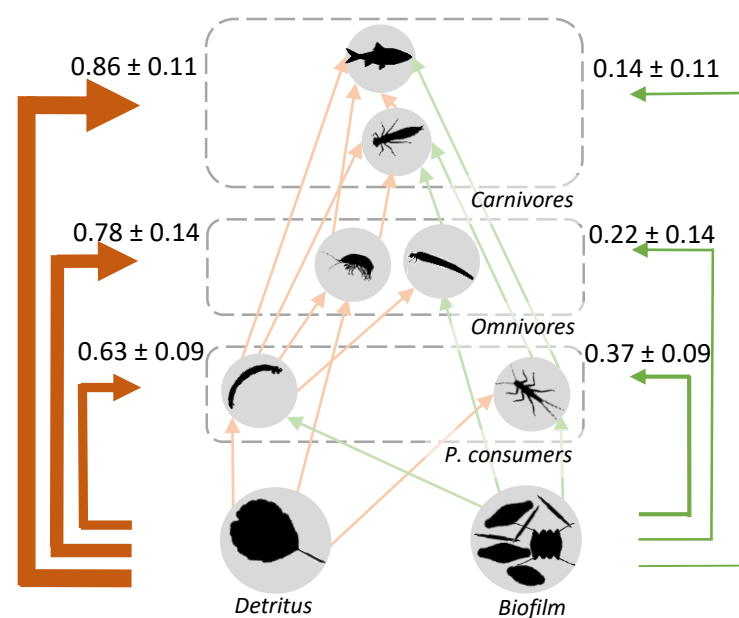 0.86 ± 0.11
0.14 ± 0.11
Carnivores
0.78 ± 0.14
0.22 ± 0.14
Omnivores
0.63 ± 0.09
0.37 ± 0.09
P. consumers
Detritus
Biofilm